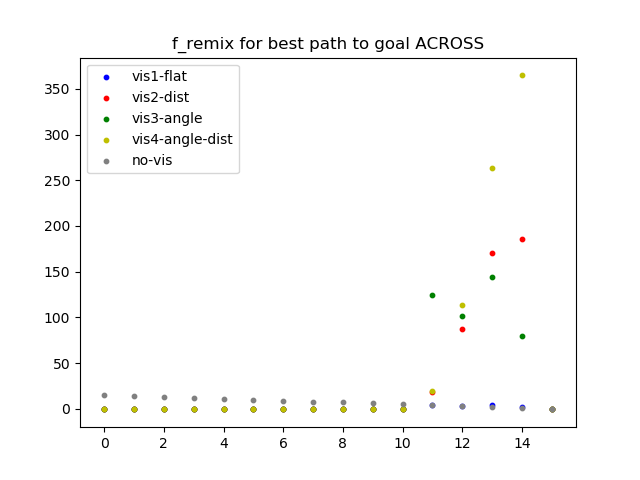 f_remix for best path to goal ACROSS
vis1-flat
vis2-dist
vis3-angle
vis4-angle-dist
no-vis
350
300
250
200
150
100
50
0
0 2 4 6 8 10 12 14